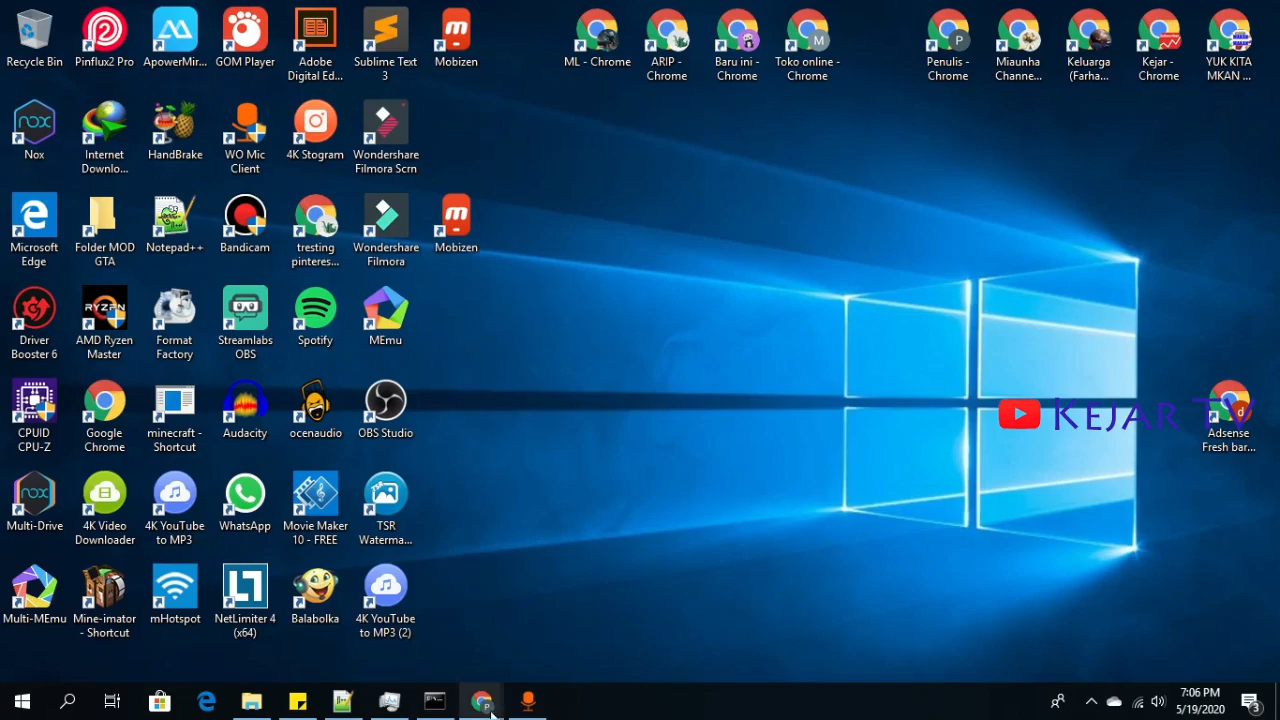 Recycle Bin
Pinflux2 Pro
ApowerMir...
GOM Player
Adobe
Digital Ed...
Sublime Text
3
Mobizen
ML - Chrome
ARIP -
Chrome
Baru ini -
Chrome
Toko online -
Chrome
Penulis -
Chrome
Miaunha
Channe...
Keluarga
(Farha...
Kejar -
Chrome
YUK KITA
MKAN ...
Nox
Internet
Downlo...
HandBrake
WO Mic
Client
4K Stogram
Wondershare
Filmora Scrn
Microsoft
Edge
Folder MOD
GTA
Notepad++
Bandicam
tresting
pinteres...
Wondershare
Filmora
Mobizen
Driver
Booster 6
RYZEN
AMD Ryzen
Master
Format
Factory
Streamlabs
OBS
Spotify
MEmu
CPUID
CPU-Z
Google
Chrome
minecraft -
Shortcut
Audacity
ocenaudio
OBS Studio
Kejar TV
Adsense
Fresh bar...
Multi-Drive
4K Video
Downloader
4K YouTube
to MP3
WhatsApp
Movie Maker
10 - FREE
TSR
Waterma...
Multi-MEmu
Mine-imator
- Shortcut
mHotspot
NetLimiter 4
(x64)
Balabolka
4K YouTube
to MP3 (2)
5/19/2020
3